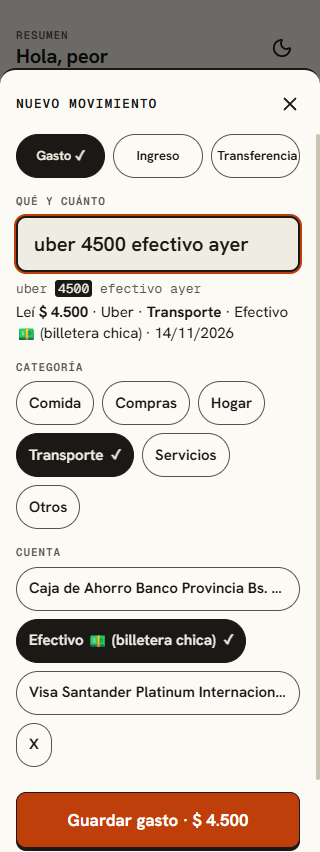 RESUMEN
Hola, peor
NUEVO MOVIMIENTO
Gasto ✓ Ingreso Transferencia
QUÉ Y CUÁNTO
uber 4500 efectivo ayer
uber 4500 efectivo ayer
Leí $ 4.500 · Uber · Transporte · Efectivo
💵 (billetera chica) · 14/11/2026
CATEGORÍA
Comida Compras Hogar
Transporte ✓ Servicios
Otros
CUENTA
Caja de Ahorro Banco Provincia Bs. ...
Efectivo 💵 (billetera chica) ✓
Visa Santander Platinum Internacion...
X
Guardar gasto · $ 4.500